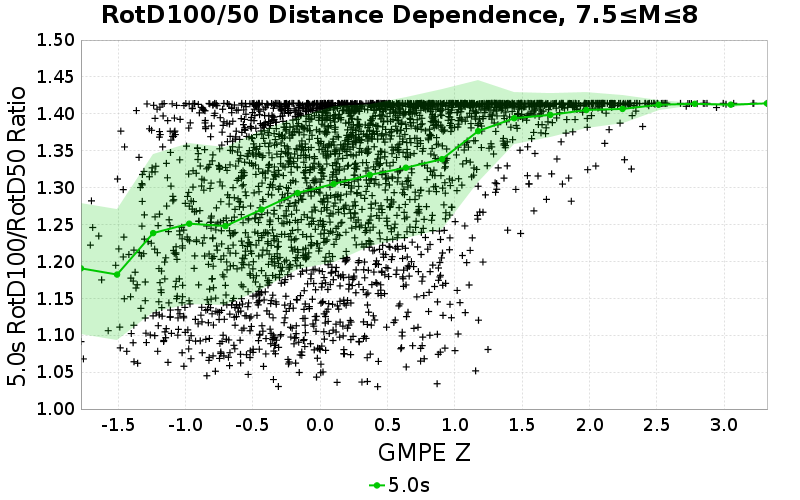 RotD100/50 Distance Dependence, 7.5≤M≤8
1.50
1.45
1.40
1.35
1.30
1.25
1.20
1.15
1.10
1.05
1.00
5.0s RotD100/RotD50 Ratio
-1.5 -1.0 -0.5 0.0 0.5 1.0 1.5 2.0 2.5 3.0
GMPE Z
5.0s